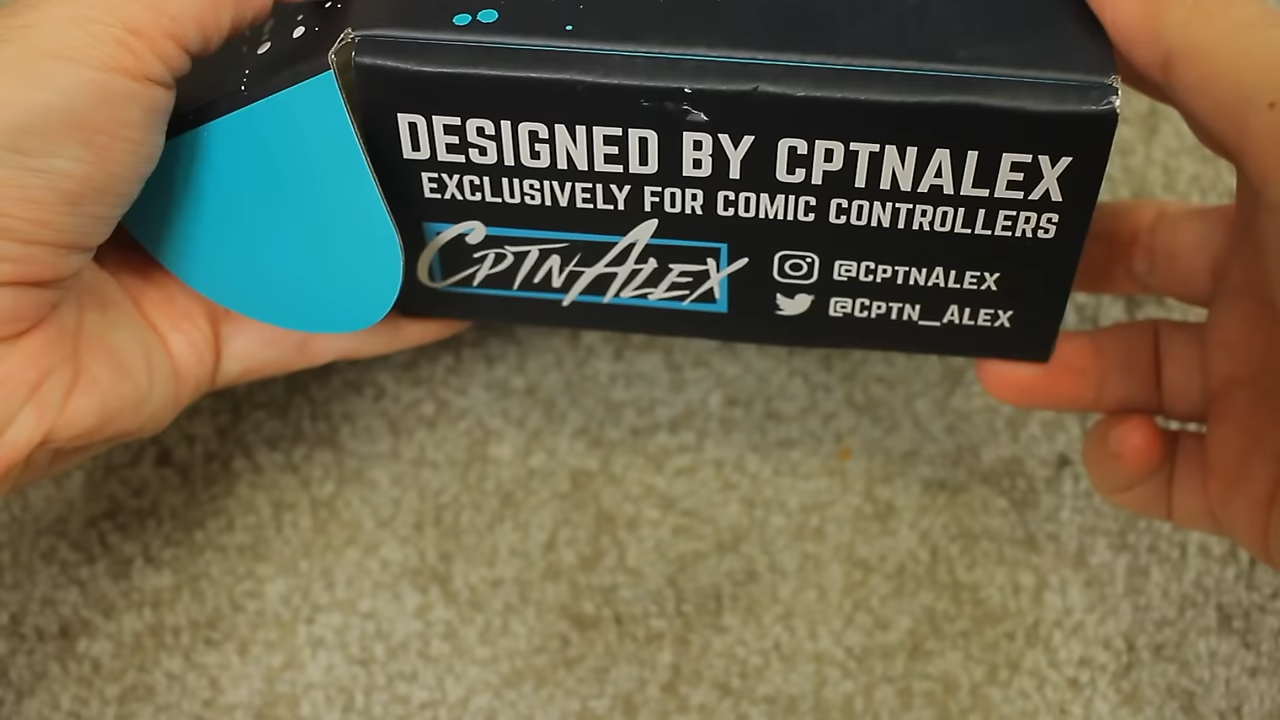 DESIGNED BY CPTNALEX
EXCLUSIVELY FOR COMIC CONTROLLERS
CPTNALEX
@CPTNALEX
@CPTN_ALEX